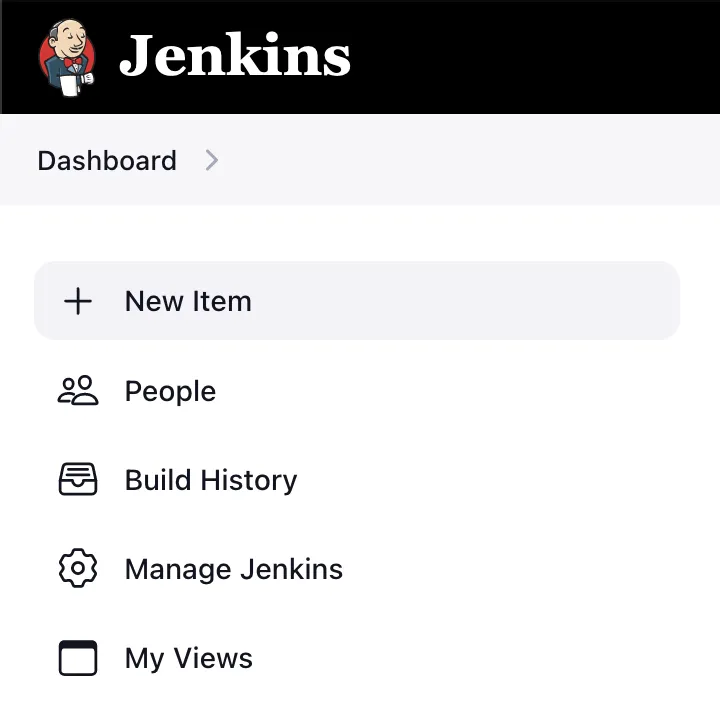 Jenkins
Dashboard
New Item
People
Build History
Manage Jenkins
My Views